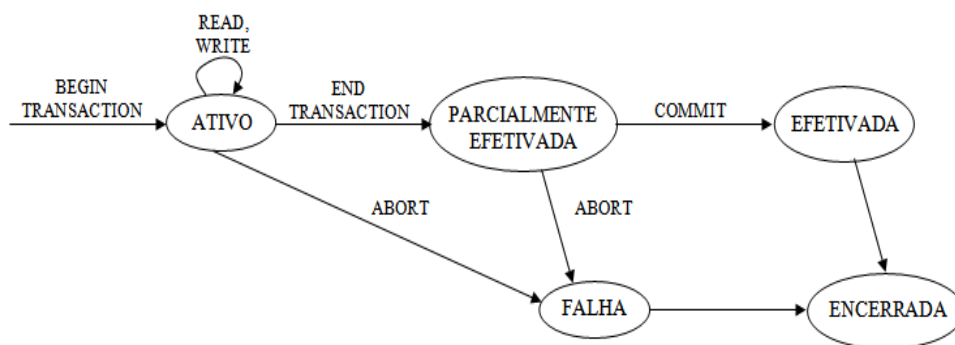 READ,
WRITE
BEGIN
TRANSACTION
ATIVO
END
TRANSACTION
PARCIALMENTE
EFETIVADA
COMMIT
EFETIVADA
ABORT
ABORT
FALHA
ENCERRADA